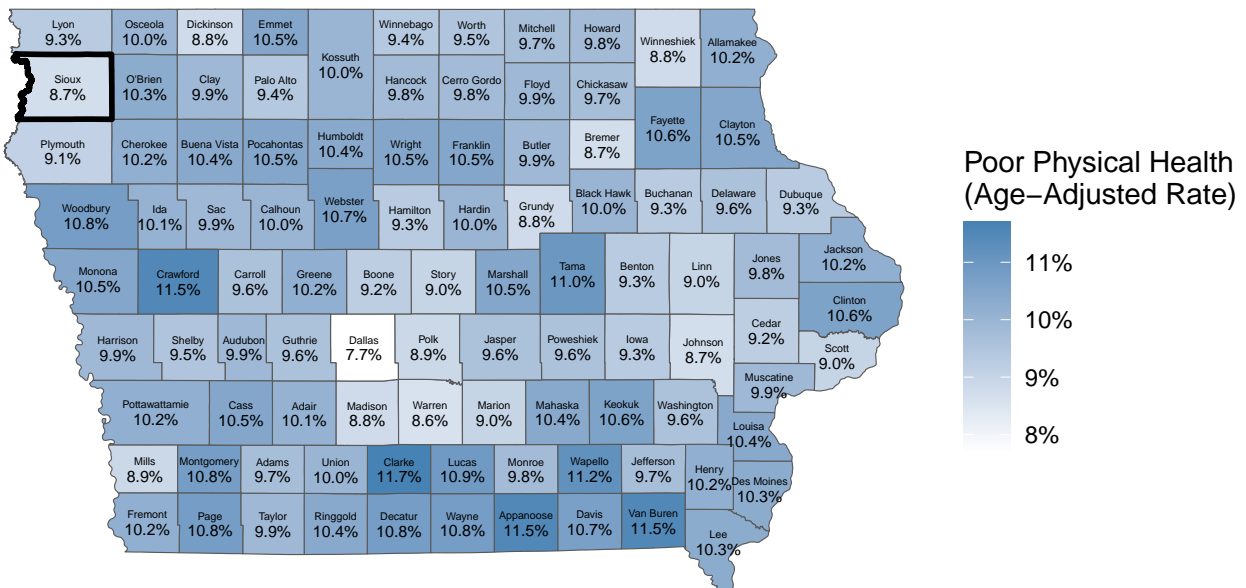 Lyon
9.3%
Osceola
10.0%
Dickinson
8.8%
Emmet
10.5%
Kossuth
10.0%
Winnebago
9.4%
Worth
9.5%
Mitchell
9.7%
Howard
9.8%
Winneshiek
8.8%
Allamakee
10.2%
Sioux
8.7%
O'Brien
10.3%
Clay
9.9%
Palo Alto
9.4%
Hancock
9.8%
Cerro Gordo
9.8%
Floyd
9.9%
Chickasaw
9.7%
Fayette
10.6%
Clayton
10.5%
Plymouth
9.1%
Cherokee
10.2%
Buena Vista
10.4%
Pocahontas
10.5%
Humboldt
10.4%
Wright
10.5%
Franklin
10.5%
Butler
9.9%
Bremer
8.7%
Woodbury
10.8%
Ida
10.1%
Sac
9.9%
Calhoun
10.0%
Webster
10.7%
Hamilton
9.3%
Hardin
10.0%
Grundy
8.8%
Black Hawk
10.0%
Buchanan
9.3%
Delaware
9.6%
Dubuque
9.3%
Monona
10.5%
Crawford
11.5%
Carroll
9.6%
Greene
10.2%
Boone
9.2%
Story
9.0%
Marshall
10.5%
Tama
11.0%
Benton
9.3%
Linn
9.0%
Jones
9.8%
Jackson
10.2%
Clinton
10.6%
Harrison
9.9%
Shelby
9.5%
Audubon
9.9%
Guthrie
9.6%
Dallas
7.7%
Polk
8.9%
Jasper
9.6%
Poweshiek
9.6%
Iowa
9.3%
Johnson
8.7%
Cedar
9.2%
Scott
9.0%
Muscatine
9.9%
Pottawattamie
10.2%
Cass
10.5%
Adair
10.1%
Madison
8.8%
Warren
8.6%
Marion
9.0%
Mahaska
10.4%
Keokuk
10.6%
Washington
9.6%
Louisa
10.4%
Mills
8.9%
Montgomery
10.8%
Adams
9.7%
Union
10.0%
Clarke
11.7%
Lucas
10.9%
Monroe
9.8%
Wapello
11.2%
Jefferson
9.7%
Henry
10.2%
Des Moines
10.3%
Fremont
10.2%
Page
10.8%
Taylor
9.9%
Ringgold
10.4%
Decatur
10.8%
Wayne
10.8%
Appanoose
11.5%
Davis
10.7%
Van Buren
11.5%
Lee
10.3%
Poor Physical Health
(Age−Adjusted Rate)
11%
10%
9%
8%